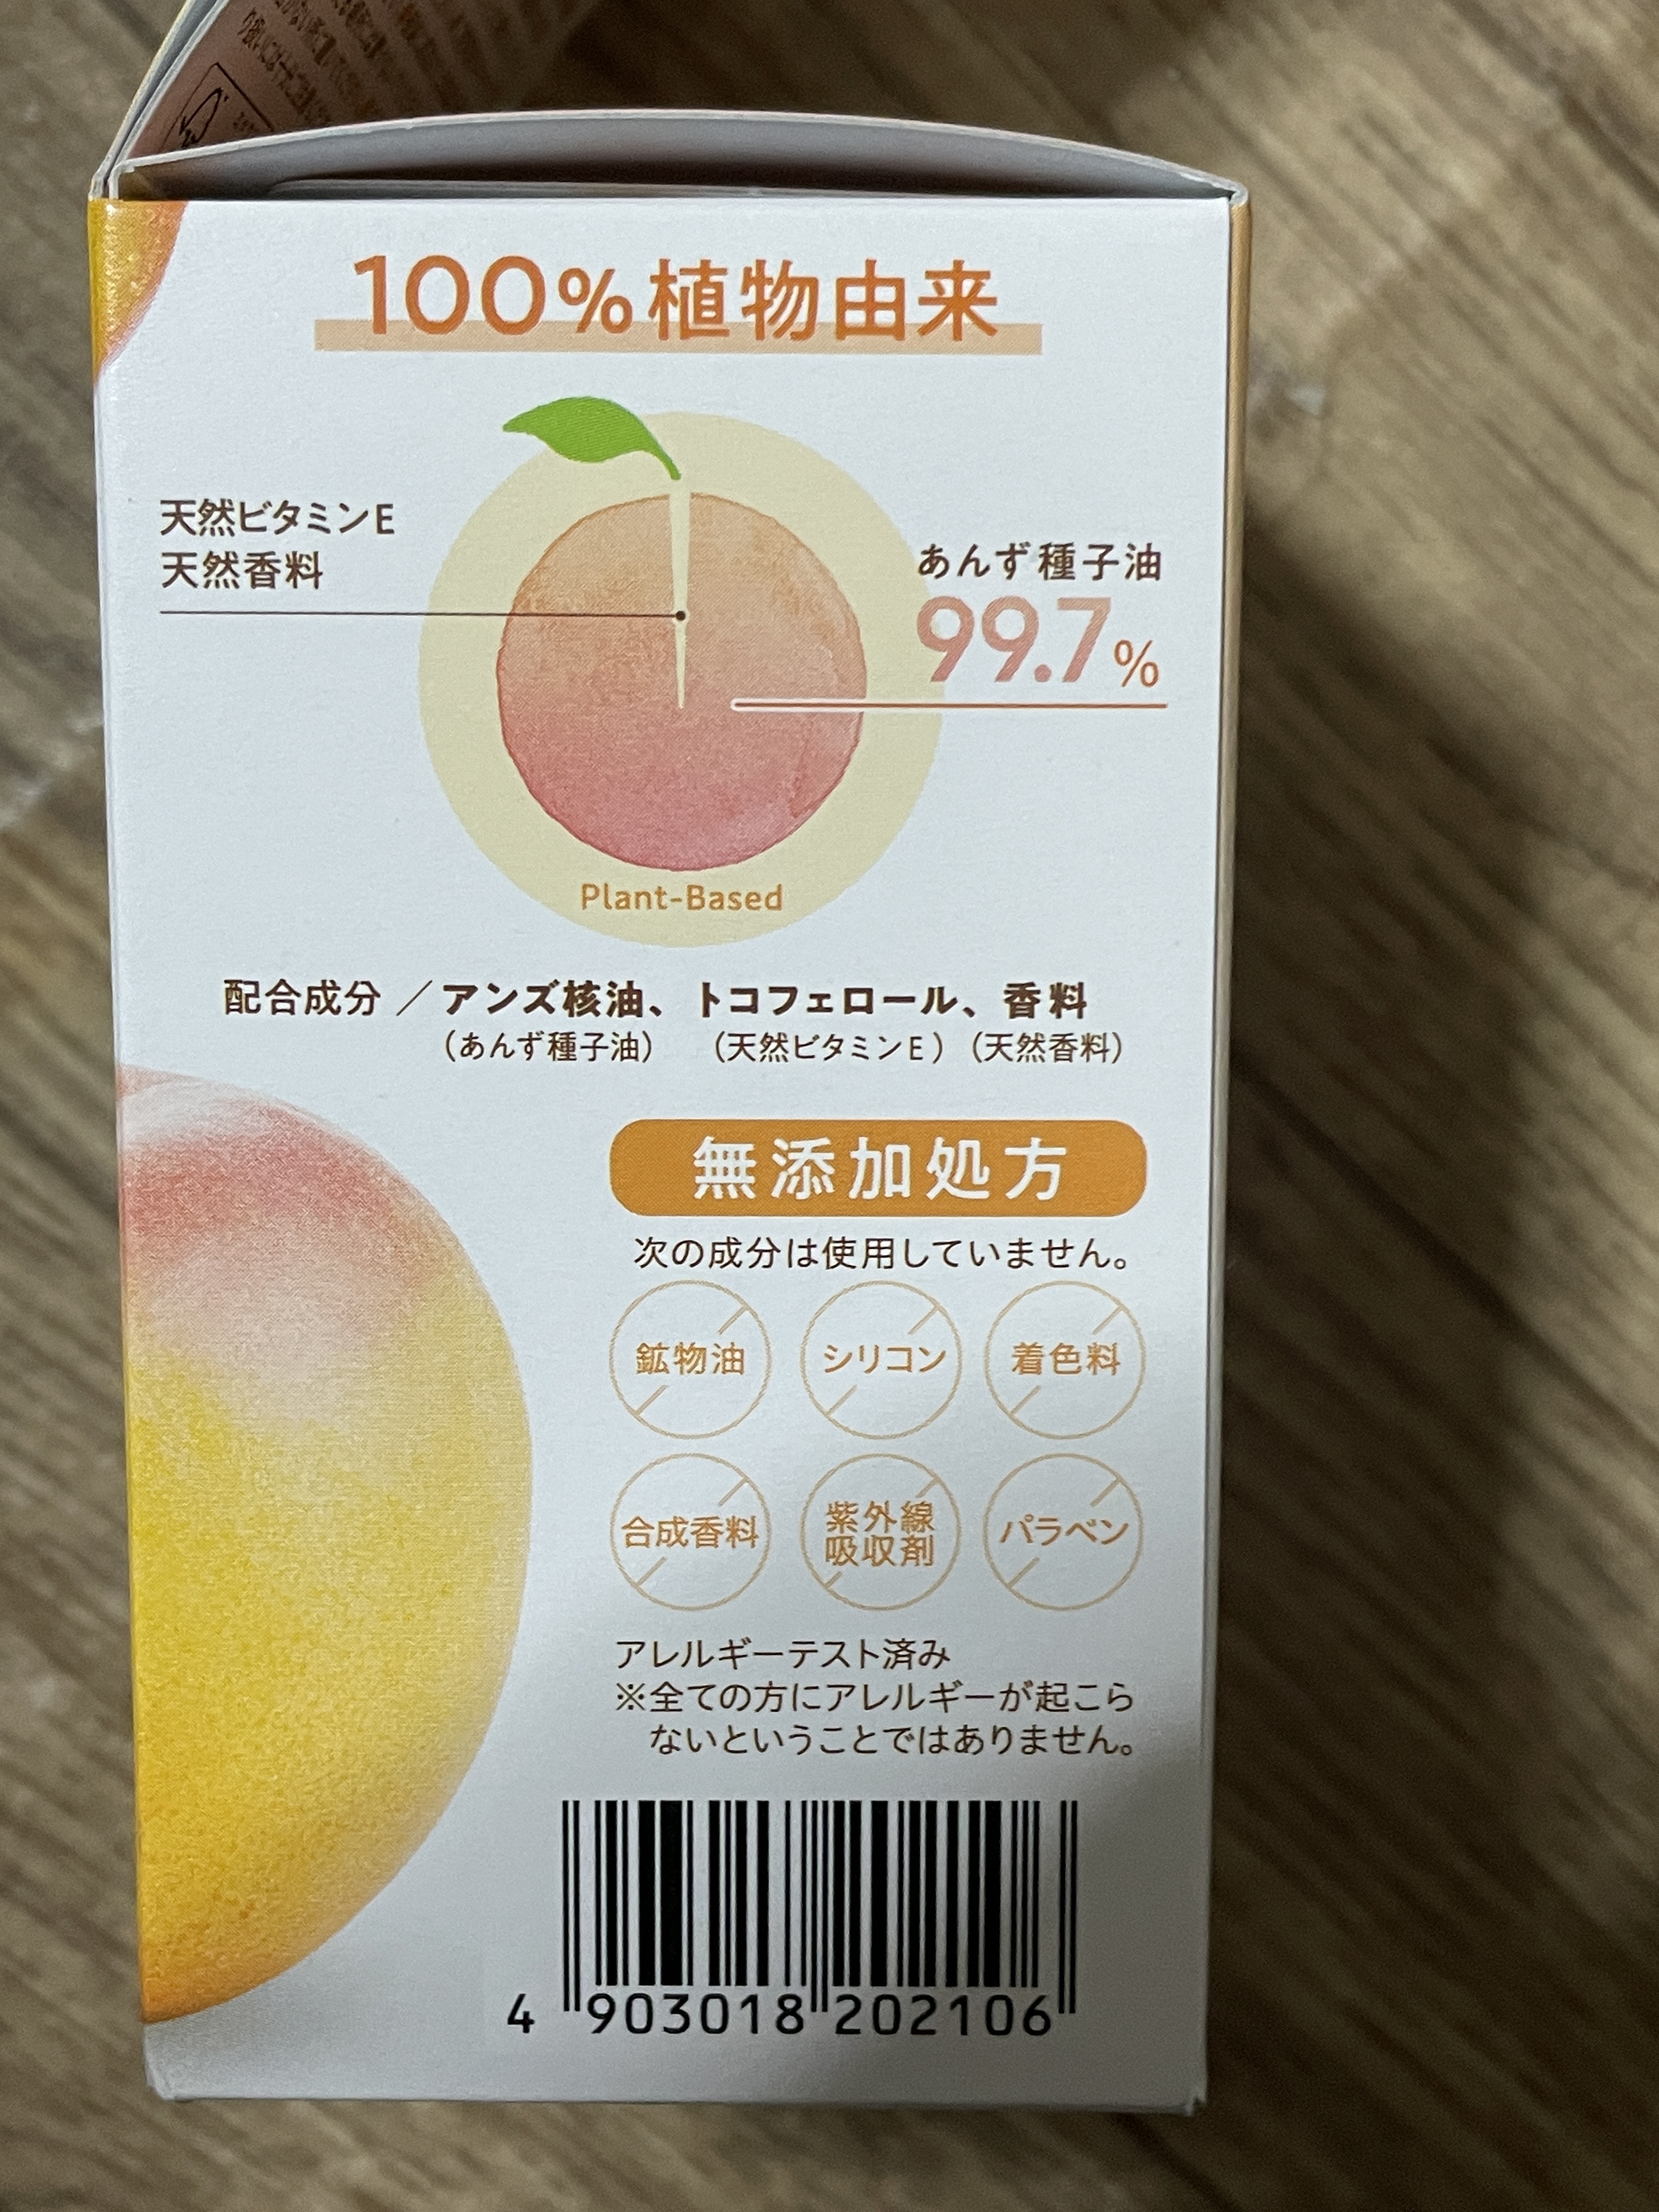 100%植物由来
天然ビタミンE
天然香料
あんず種子油
99.7%
Plant-Based
配合成分／アンズ核油、トコフェロール、香料
（あんず種子油） （天然ビタミンE）（天然香料）
無添加処方
次の成分は使用していません。
鉱物油 シリコン 着色料
合成香料 紫外線吸収剤 パラベン
アレルギーテスト済み
※全ての方にアレルギーが起こら
ないということではありません。
4 903018 202106